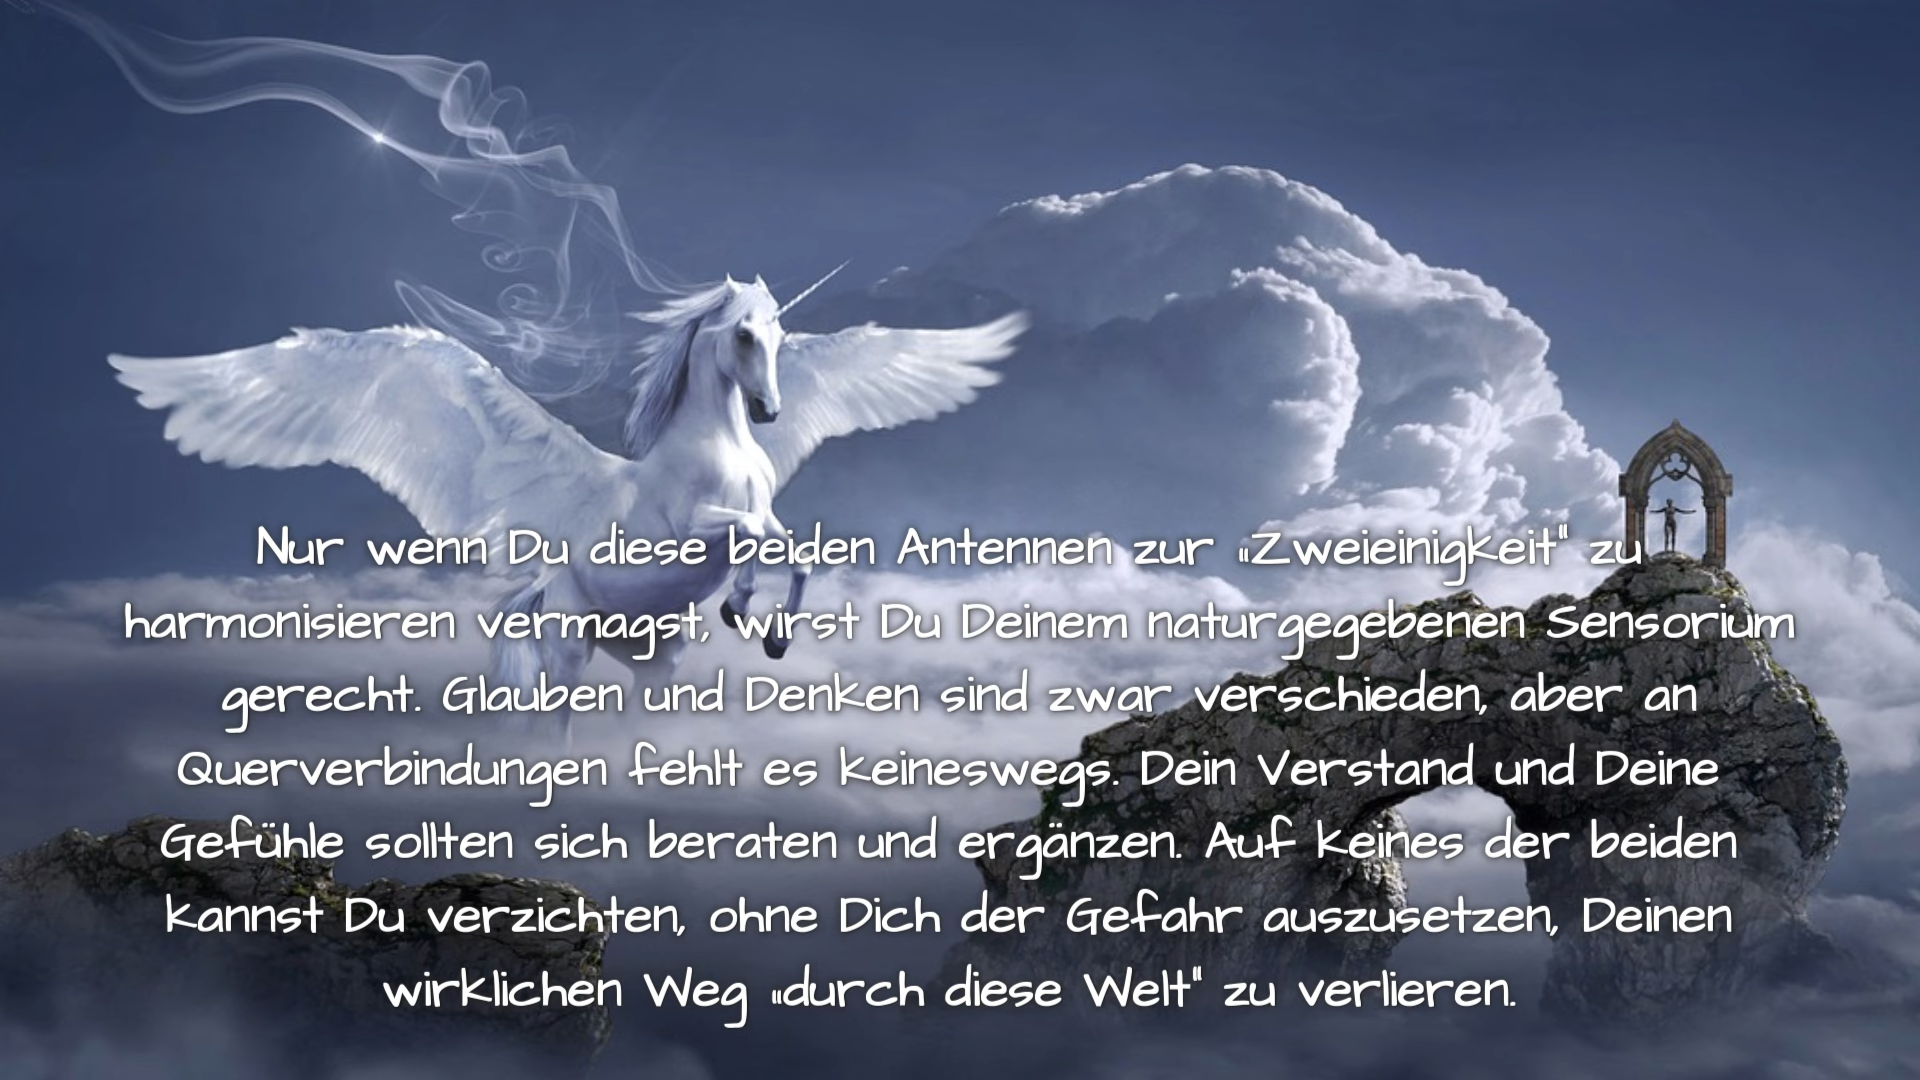 Nur wenn Du diese beiden Antennen zur „Zweieinigkeit“ zu
harmonisieren vermagst, wirst Du Deinem naturgegebenen Sensorium
gerecht. Glauben und Denken sind zwar verschieden, aber an
Querverbindungen fehlt es keineswegs. Dein Verstand und Deine
Gefühle sollten sich beraten und ergänzen. Auf keines der beiden
kannst Du verzichten, ohne Dich der Gefahr auszusetzen, Deinen
wirklichen Weg „durch diese Welt“ zu verlieren.